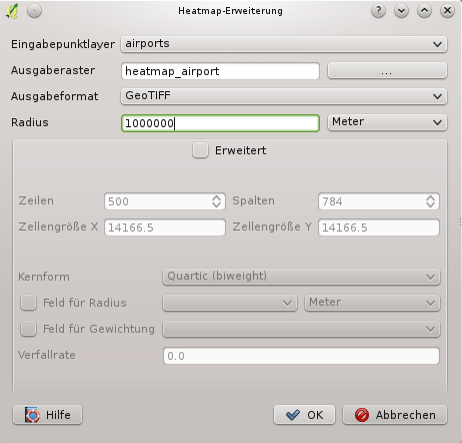 Heatmap-Erweiterung
Eingabepunktlayer airports
Ausgaberaster heatmap_airport ...
Ausgabeformat GeoTIFF
Radius 1000000 Meter
Erweitert
Zeilen 500 Spalten 784
Zellengröße X 14166.5 Zellengröße Y 14166.5
Kernform Quartic (biweight)
Feld für Radius Meter
Feld für Gewichtung
Verfallrate 0.0
Hilfe OK Abbrechen